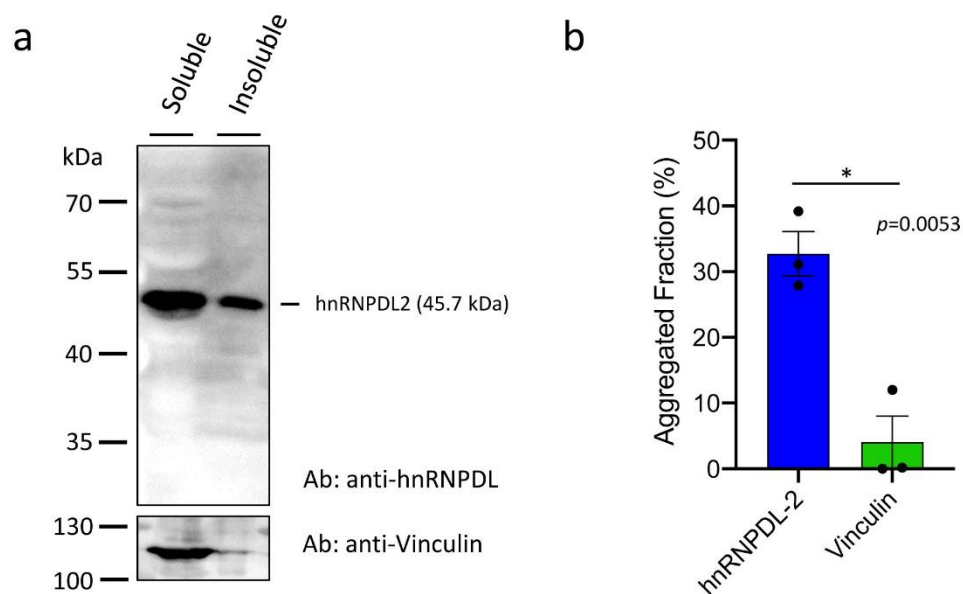 a
Soluble
Insoluble
kDa
70
55
hnRNPDL2 (45.7 kDa)
40
35
Ab: anti-hnRNPDL
130
Ab: anti-Vinculin
100
b
Aggregated Fraction (%)
50
40
30
20
10
0
*
p=0.0053
hnRNPDL-2
Vinculin